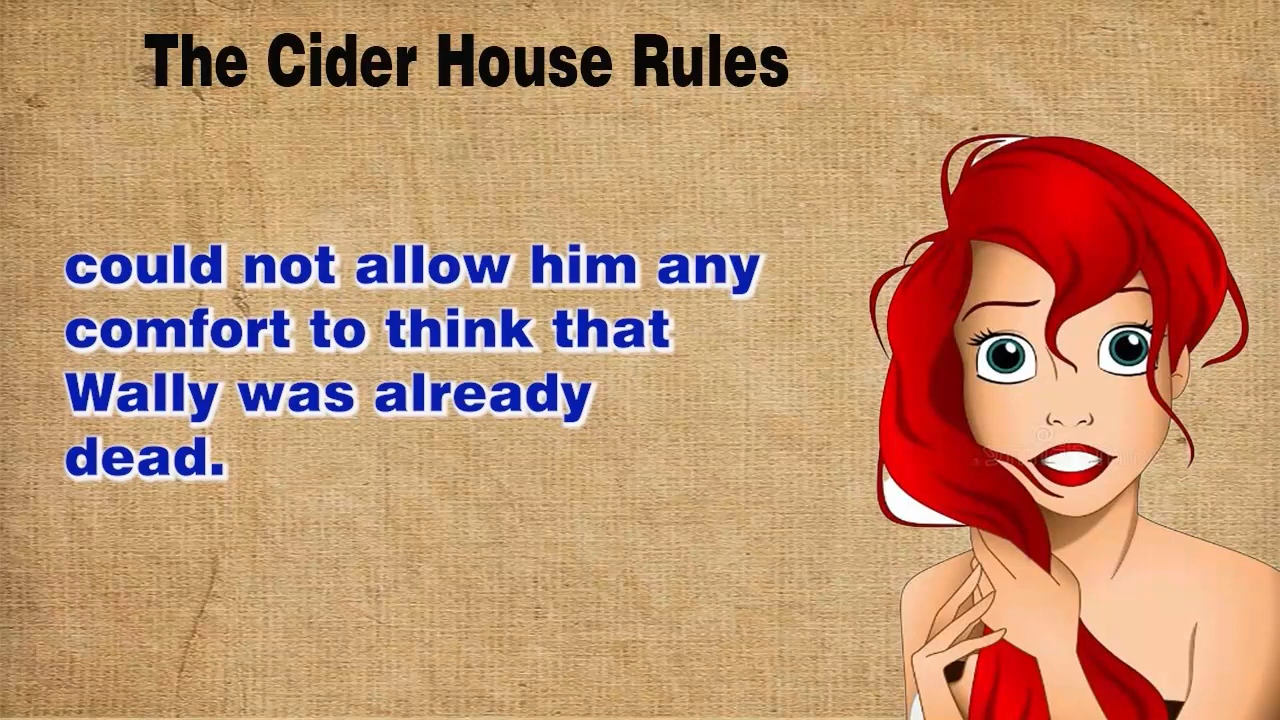 The Cider House Rules
could not allow him any
comfort to think that
Wally was already
dead.